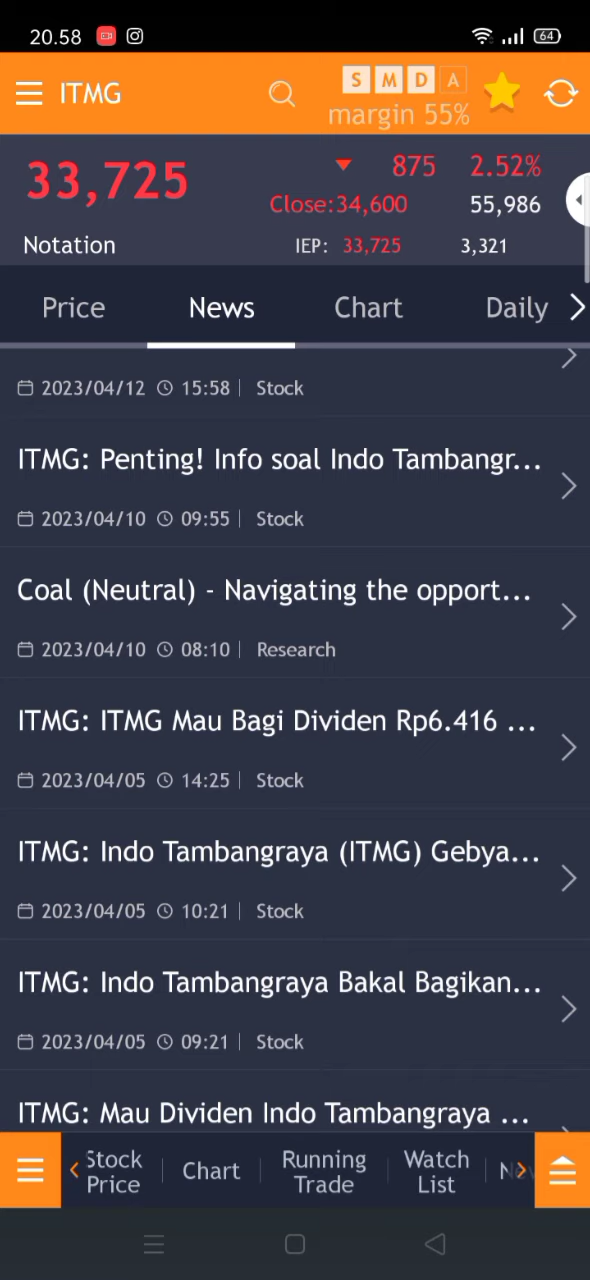 20.58 64
ITMG S M D A
margin 55%
33,725 875 2.52%
Close:34,600 55,986
Notation IEP: 33,725 3,321
Price News Chart Daily
2023/04/12 15:58 | Stock
ITMG: Penting! Info soal Indo Tambangr...
2023/04/10 09:55 | Stock
Coal (Neutral) - Navigating the opport...
2023/04/10 08:10 | Research
ITMG: ITMG Mau Bagi Dividen Rp6.416 ...
2023/04/05 14:25 | Stock
ITMG: Indo Tambangraya (ITMG) Gebya...
2023/04/05 10:21 | Stock
ITMG: Indo Tambangraya Bakal Bagikan...
2023/04/05 09:21 | Stock
ITMG: Mau Dividen Indo Tambangraya ...
Stock Price Chart Running Trade Watch List